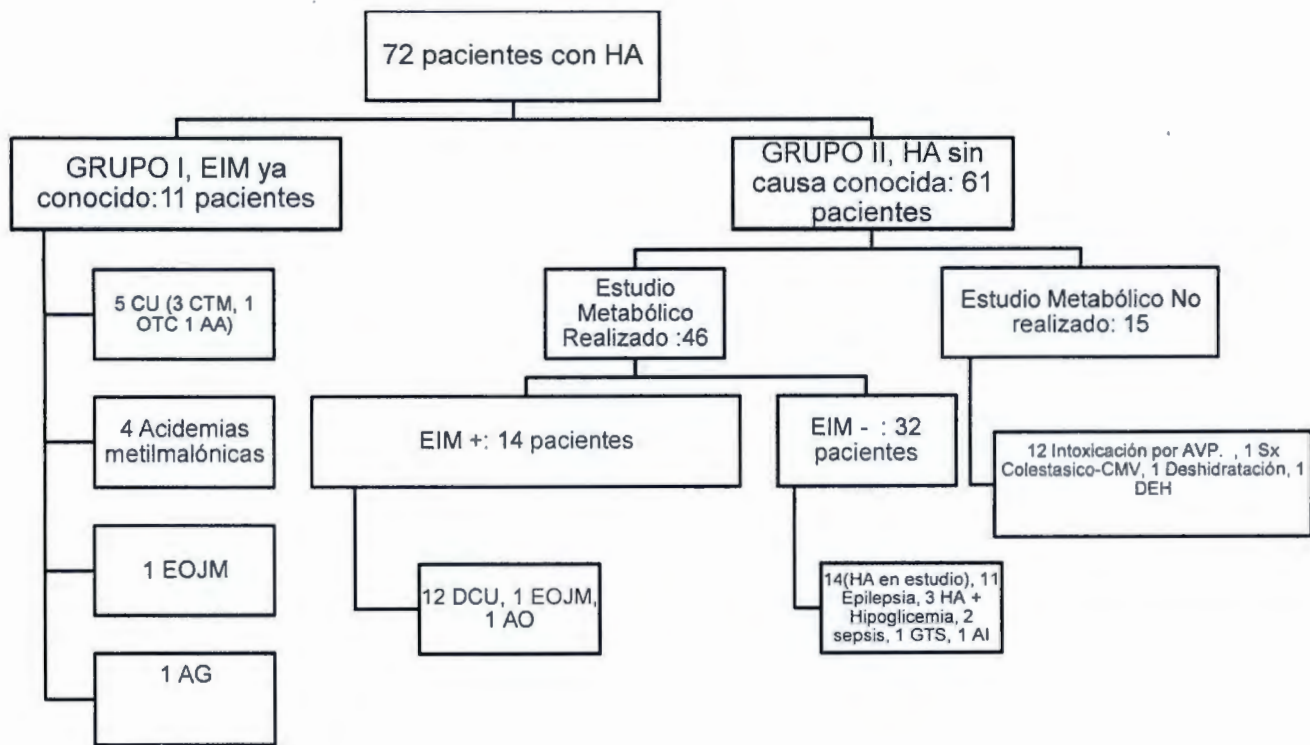 72 pacientes con HA
GRUPO I, EIM ya
conocido:11 pacientes
5 CU (3 CTM, 1
OTC 1 AA)
4 Acidemias
metilmalónicas
1 EOJM
1 AG
GRUPO II, HA sin
causa conocida: 61
pacientes
Estudio
Metabólico
Realizado :46
EIM +: 14 pacientes
12 DCU, 1 EOJM,
1 AO
EIM - : 32
pacientes
14(HA en estudio), 11
Epilepsia, 3 HA +
Hipoglicemia, 2
sepsis, 1 GTS, 1 AI
Estudio Metabólico No
realizado: 15
12 Intoxicación por AVP. , 1 Sx
Colestasico-CMV, 1 Deshidratación, 1
DEH